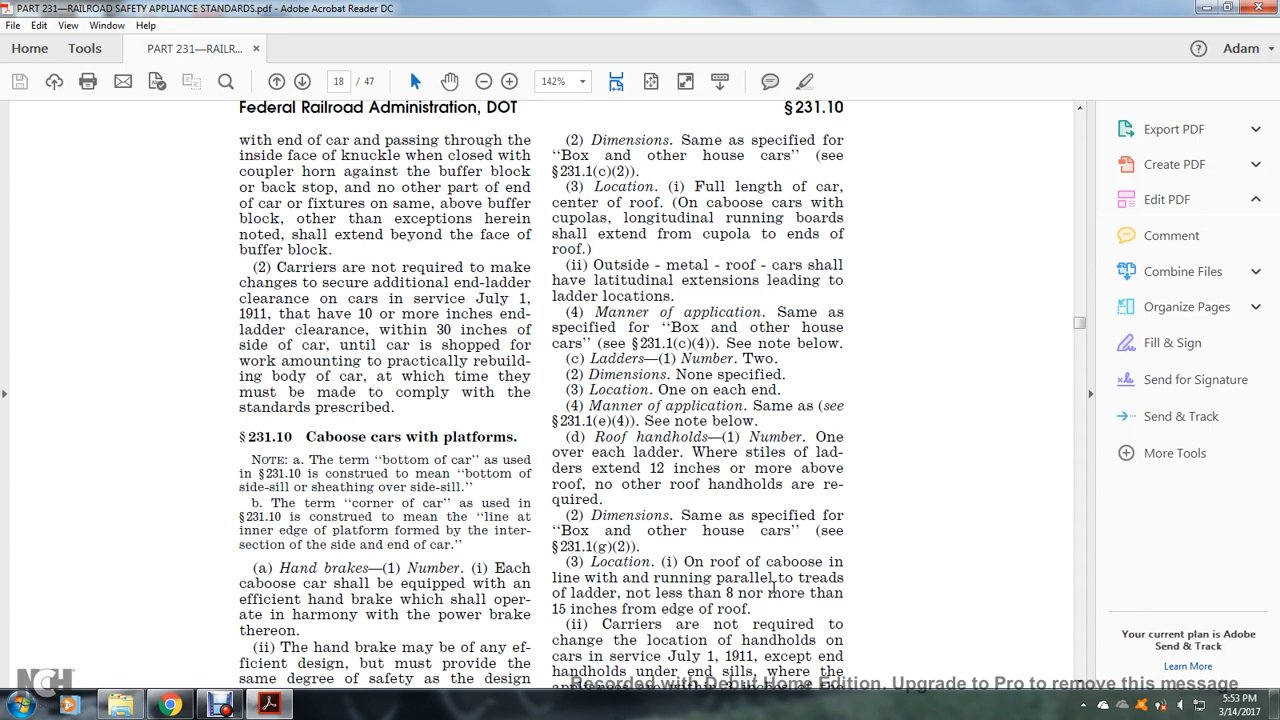 PART 231—RAILROAD SAFETY APPLIANCE STANDARDS.pdf - Adobe Acrobat Reader DC
File Edit View Window Help
Home Tools PART 231—RAILR... × Adam
18 / 47 142%
Federal Railroad Administration, DOT § 231.10
with end of car and passing through the
inside face of knuckle when closed with
coupler horn against the buffer block
or back stop, and no other part of end
of car or fixtures on same, above buffer
block, other than exceptions herein
noted, shall extend beyond the face of
buffer block.
(2) Carriers are not required to make
changes to secure additional end-ladder
clearance on cars in service July 1,
1911, that have 10 or more inches end-
ladder clearance, within 30 inches of
side of car, until car is shopped for
work amounting to practically rebuild-
ing body of car, at which time they
must be made to comply with the
standards prescribed.
§ 231.10 Caboose cars with platforms.
NOTE: a. The term ‘‘bottom of car’’ as used
in §231.10 is construed to mean ‘‘bottom of
side-sill or sheathing over side-sill.’’
b. The term ‘‘corner of car’’ as used in
§231.10 is construed to mean the ‘‘line at
inner edge of platform formed by the inter-
section of the side and end of car.’’
(a) Hand brakes—(1) Number. (i) Each
caboose car shall be equipped with an
efficient hand brake which shall oper-
ate in harmony with the power brake
thereon.
(ii) The hand brake may be of any ef-
ficient design, but must provide the
same degree of safety as the design
(2) Dimensions. Same as specified for
‘‘Box and other house cars’’ (see
§231.1(c)(2)).
(3) Location. (i) Full length of car,
center of roof. (On caboose cars with
cupolas, longitudinal running boards
shall extend from cupola to ends of
roof.)
(ii) Outside - metal - roof - cars shall
have latitudinal extensions leading to
ladder locations.
(4) Manner of application. Same as
specified for ‘‘Box and other house
cars’’ (see §231.1(c)(4)). See note below.
(c) Ladders—(1) Number. Two.
(2) Dimensions. None specified.
(3) Location. One on each end.
(4) Manner of application. Same as (see
§231.1(e)(4)). See note below.
(d) Roof handholds—(1) Number. One
over each ladder. Where stiles of lad-
ders extend 12 inches or more above
roof, no other roof handholds are re-
quired.
(2) Dimensions. Same as specified for
‘‘Box and other house cars’’ (see
§231.1(g)(2)).
(3) Location. (i) On roof of caboose in
line with and running parallel to treads
of ladder, not less than 8 nor more than
15 inches from edge of roof.
(ii) Carriers are not required to
change the location of handholds on
cars in service July 1, 1911, except end
handholds under end sills, where the
Export PDF
Create PDF
Edit PDF
Comment
Combine Files
Organize Pages
Fill & Sign
Send for Signature
Send & Track
More Tools
Your current plan is Adobe
Send & Track
Learn More
NCH
Recorded with Debut Home Edition. Upgrade to Pro to remove this message
5:53 PM
3/14/2017